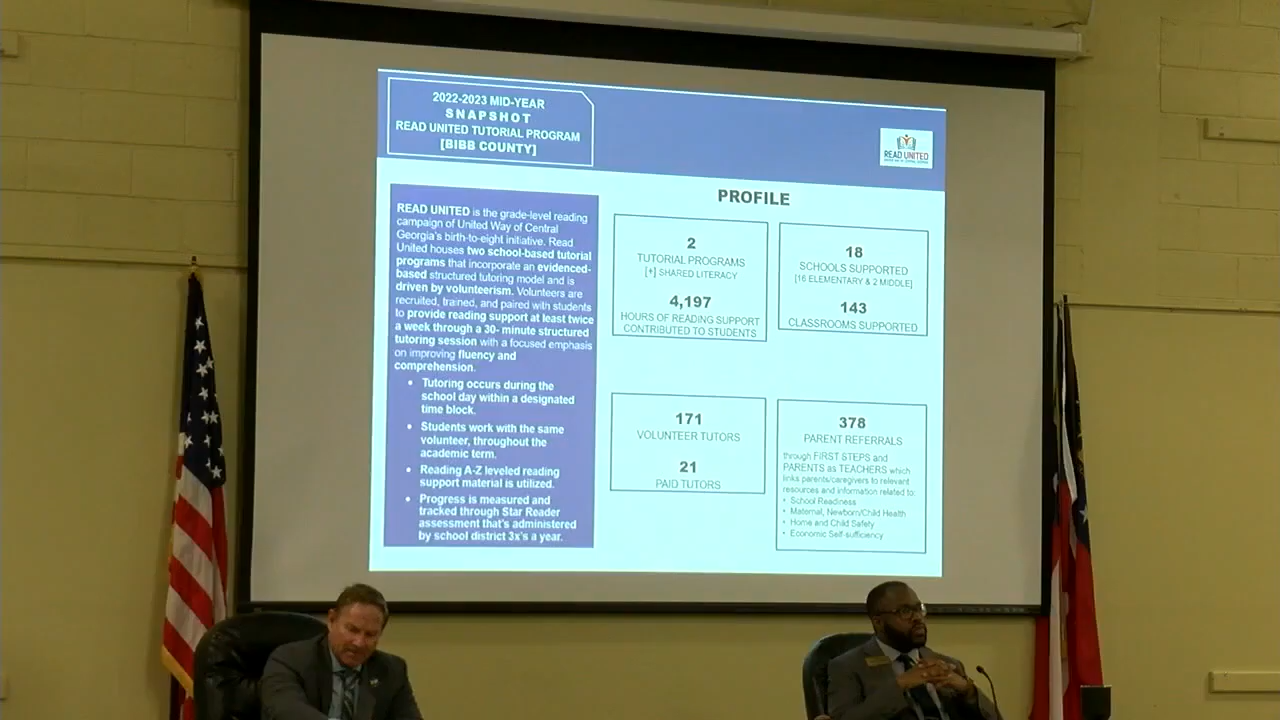 2022-2023 MID-YEAR
SNAPSHOT
READ UNITED TUTORIAL PROGRAM
[BIBB COUNTY]
READ UNITED
READ UNITED is the grade-level reading
campaign of United Way of Central
Georgia's birth-to-eight initiative. Read
United houses two school-based tutorial
programs that incorporate an evidenced-
based structured tutoring model and is
driven by volunteerism. Volunteers are
recruited, trained, and paired with students
to provide reading support at least twice
a week through a 30- minute structured
tutoring session with a focused emphasis
on improving fluency and
comprehension.
• Tutoring occurs during the
school day within a designated
time block.
• Students work with the same
volunteer, throughout the
academic term.
• Reading A-Z leveled reading
support material is utilized.
• Progress is measured and
tracked through Star Reader
assessment that's administered
by school district 3x's a year.
PROFILE
2
TUTORIAL PROGRAMS
[+] SHARED LITERACY
4,197
HOURS OF READING SUPPORT
CONTRIBUTED TO STUDENTS
18
SCHOOLS SUPPORTED
[16 ELEMENTARY & 2 MIDDLE]
143
CLASSROOMS SUPPORTED
171
VOLUNTEER TUTORS
21
PAID TUTORS
378
PARENT REFERRALS
through FIRST STEPS and
PARENTS as TEACHERS which
links parents/caregivers to relevant
resources and information related to:
• School Readiness
• Maternal, Newborn/Child Health
• Home and Child Safety
• Economic Self-sufficiency